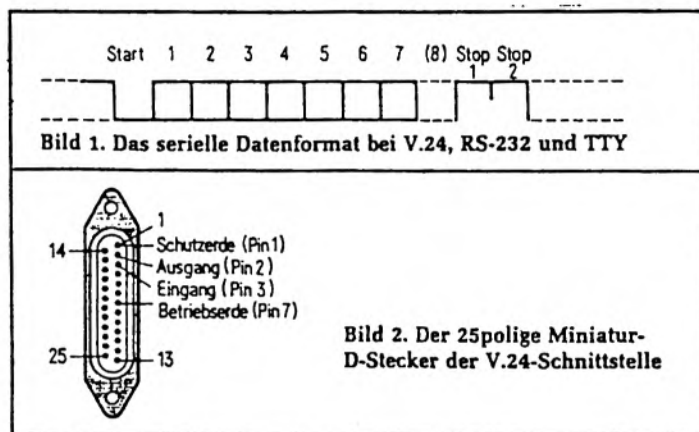 Start 1 2 3 4 5 6 7 (8) Stop Stop
1 2
Bild 1. Das serielle Datenformat bei V.24, RS-232 und TTY
1
14
Schutzerde (Pin 1)
Ausgang (Pin 2)
Eingang (Pin 3)
Betriebserde (Pin 7)
25
13
Bild 2. Der 25polige Miniatur-
D-Stecker der V.24-Schnittstelle